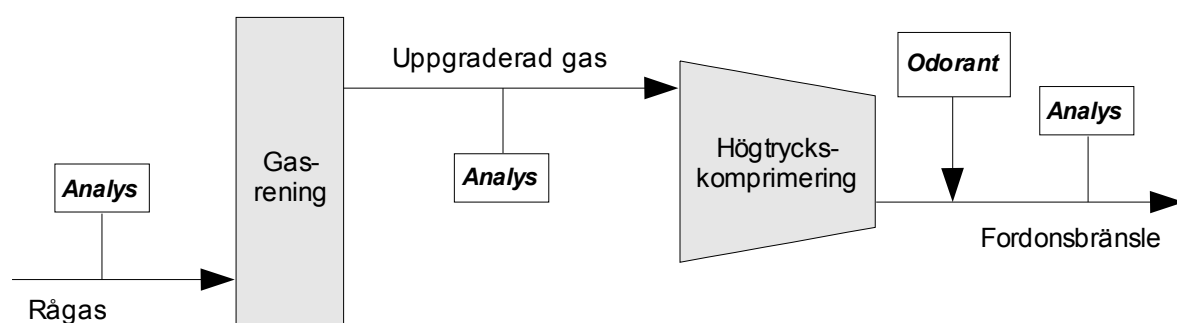 Rågas
Analys
Gas-
rening
Uppgraderad gas
Analys
Högtrycks-
komprimering
Odorant
Analys
Fordonsbränsle